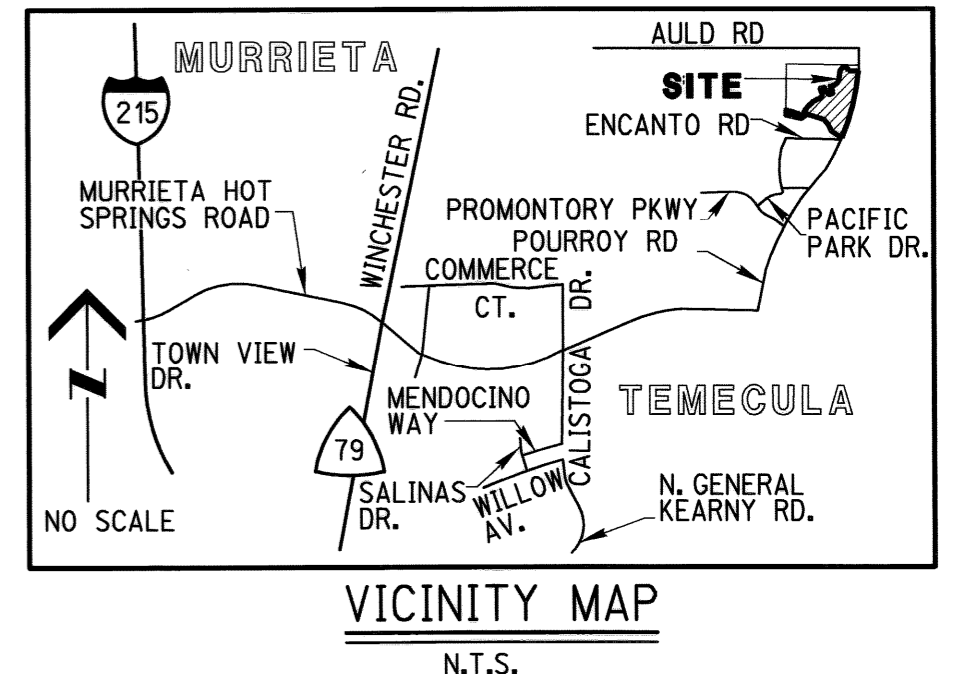 AULD RD
MURRIETA
SITE
215
ENCANTO RD
WINCHESTER RD.
MURRIETA HOT
SPRINGS ROAD
PROMONTORY PKWY
PACIFIC
PARK DR.
POURROY RD
COMMERCE
CT.
CALISTOGA DR.
TOWN VIEW
DR.
N
MENDOCINO
WAY
TEMECULA
79
SALINAS
DR.
WILLOW
AV.
N. GENERAL
KEARNY RD.
NO SCALE
VICINITY MAP
N.T.S.